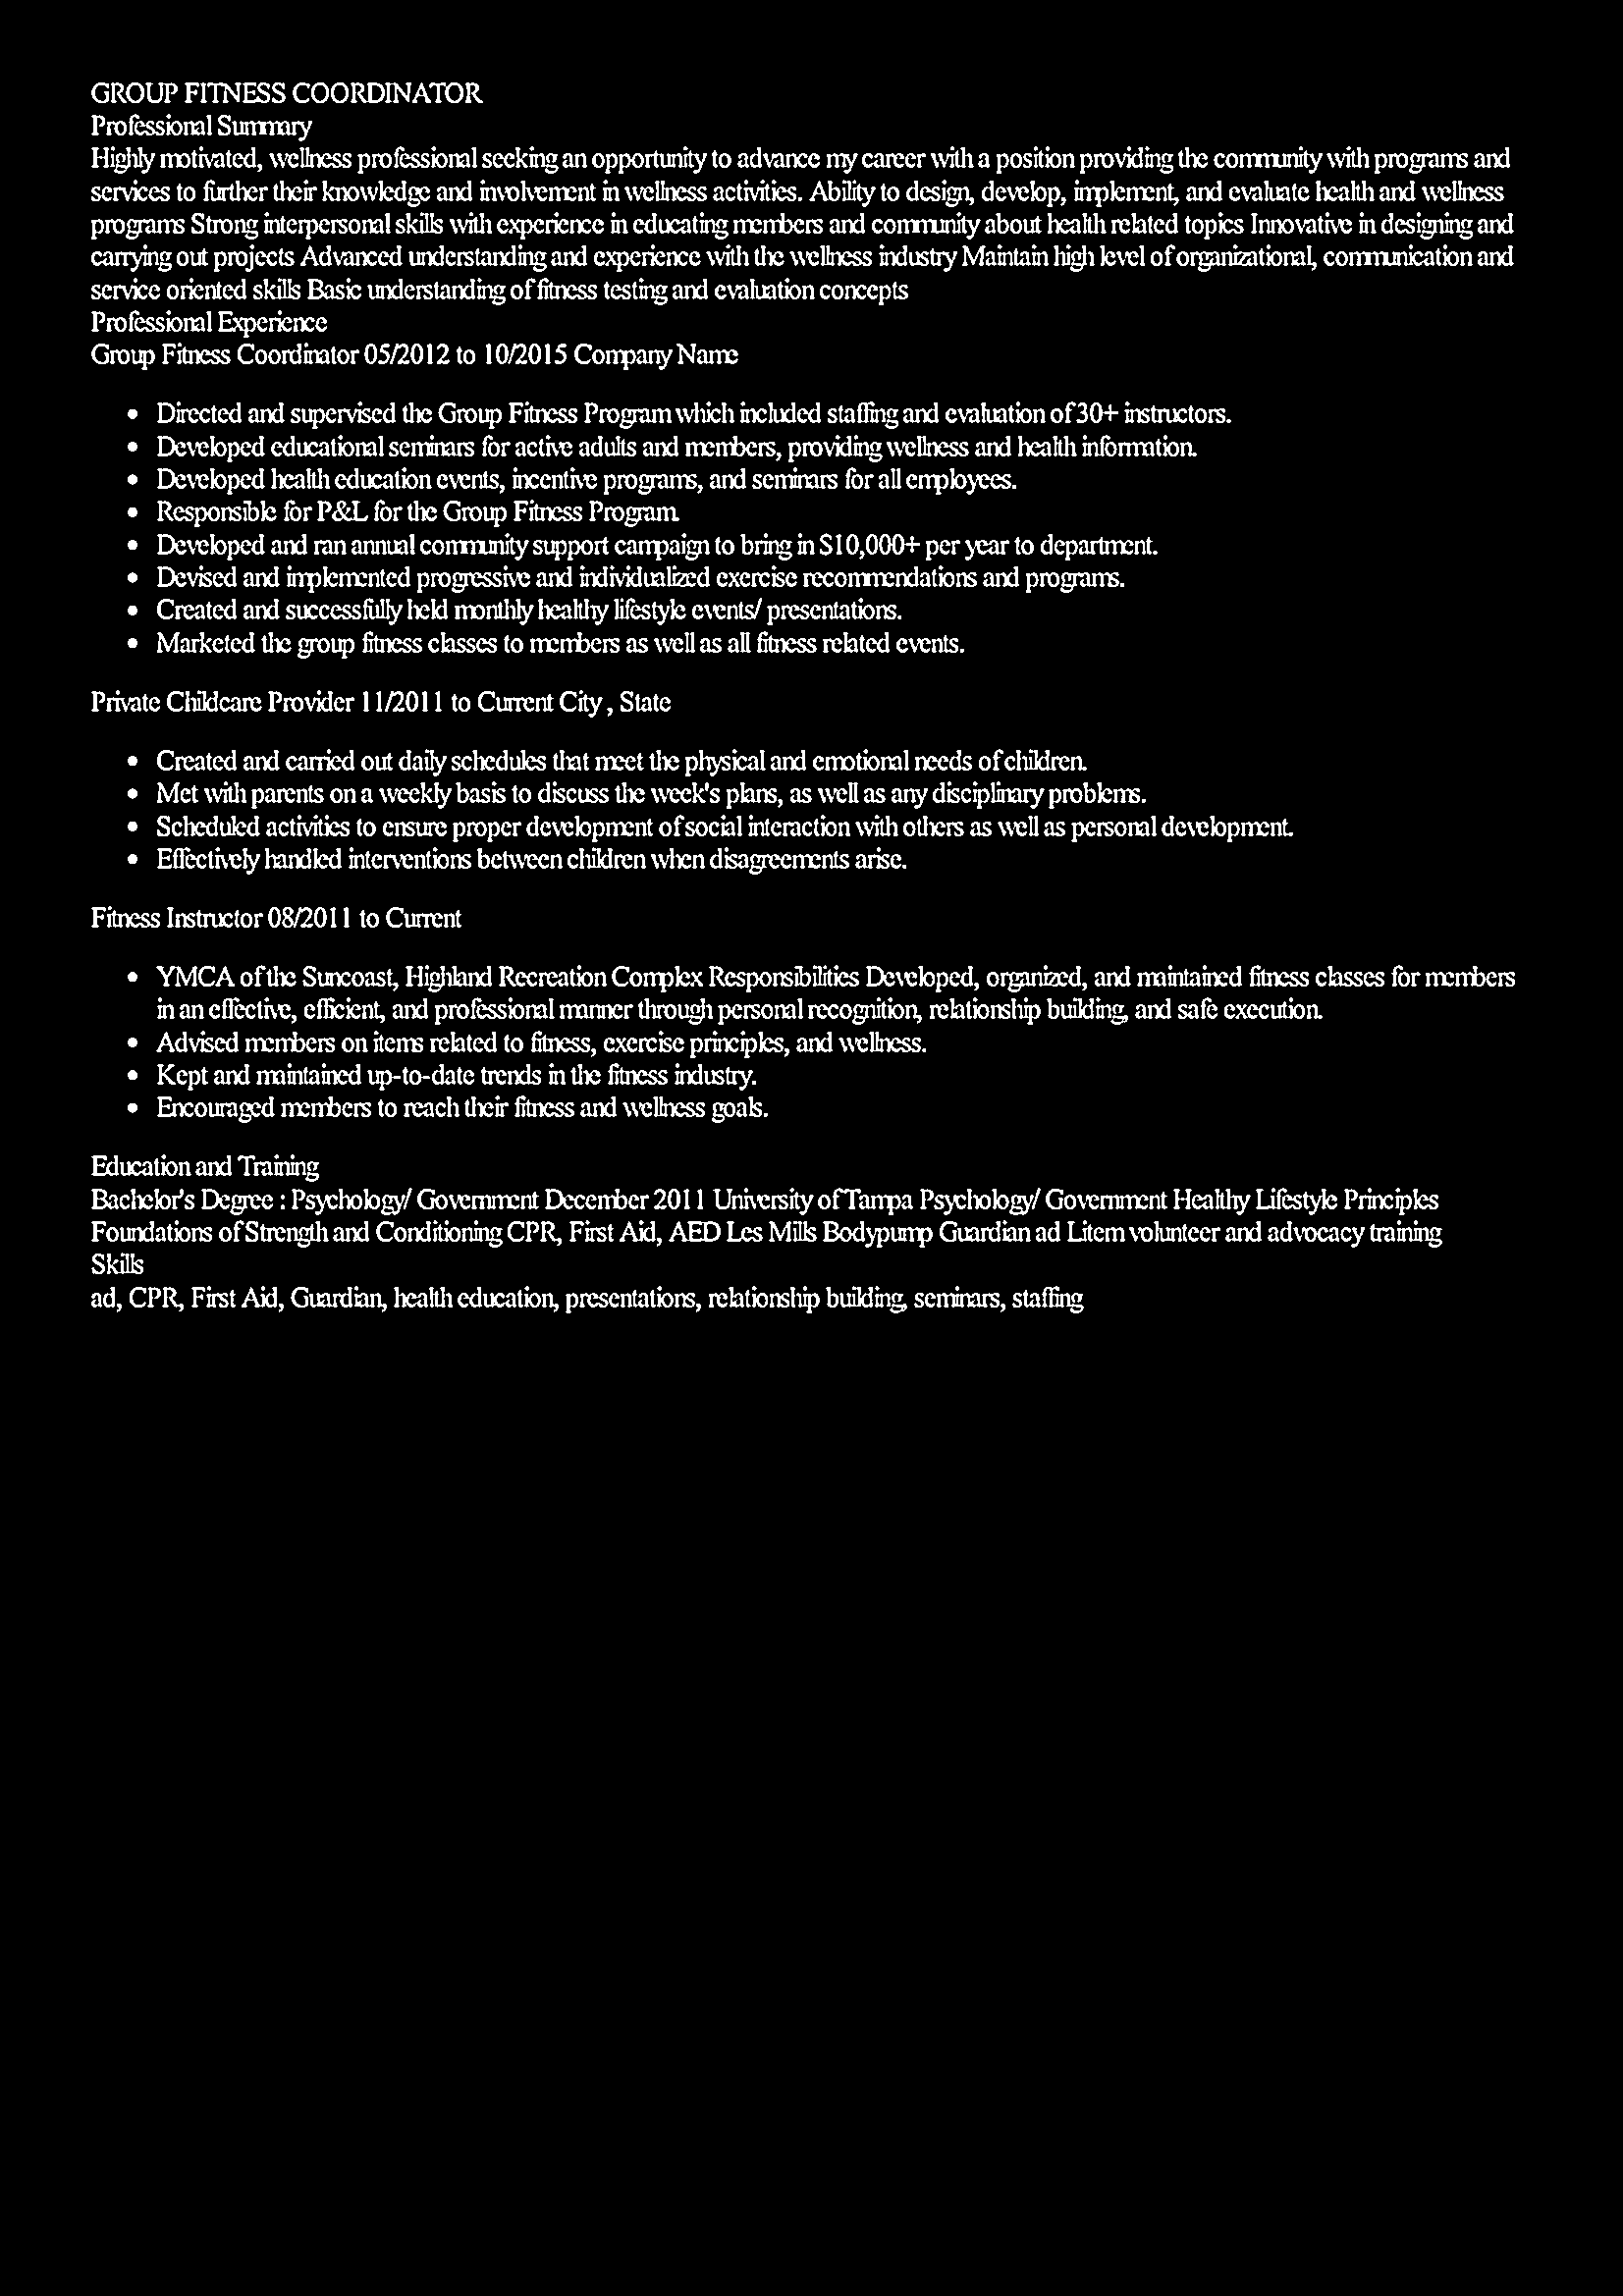 GROUP FITNESS COORDINATOR
Professional Summary
Highly motivated, wellness professional seeking an opportunity to advance my career with a position providing the community with programs and
services to further their knowledge and involvement in wellness activities. Ability to design, develop, implement, and evaluate health and wellness
programs Strong interpersonal skills with experience in educating members and community about health related topics Innovative in designing and
carrying out projects Advanced understanding and experience with the wellness industry Maintain high level of organizational, communication and
service oriented skills Basic understanding of fitness testing and evaluation concepts
Professional Experience
Group Fitness Coordinator 05/2012 to 10/2015 Company Name
• Directed and supervised the Group Fitness Program which included staffing and evaluation of 30+ instructors.
• Developed educational seminars for active adults and members, providing wellness and health information.
• Developed health education events, incentive programs, and seminars for all employees.
• Responsible for P&L for the Group Fitness Program.
• Developed and ran annual community support campaign to bring in $10,000+ per year to department.
• Devised and implemented progressive and individualized exercise recommendations and programs.
• Created and successfully held monthly healthy lifestyle events/ presentations.
• Marketed the group fitness classes to members as well as all fitness related events.
Private Childcare Provider 11/2011 to Current City , State
• Created and carried out daily schedules that meet the physical and emotional needs of children.
• Met with parents on a weekly basis to discuss the week's plans, as well as any disciplinary problems.
• Scheduled activities to ensure proper development of social interaction with others as well as personal development.
• Effectively handled interventions between children when disagreements arise.
Fitness Instructor 08/2011 to Current
• YMCA of the Suncoast, Highland Recreation Complex Responsibilities Developed, organized, and maintained fitness classes for members
in an effective, efficient, and professional manner through personal recognition, relationship building, and safe execution.
• Advised members on items related to fitness, exercise principles, and wellness.
• Kept and maintained up-to-date trends in the fitness industry.
• Encouraged members to reach their fitness and wellness goals.
Education and Training
Bachelor's Degree : Psychology/ Government December 2011 University of Tampa Psychology/ Government Healthy Lifestyle Principles
Foundations of Strength and Conditioning CPR, First Aid, AED Les Mills Bodypump Guardian ad Litem volunteer and advocacy training
Skills
ad, CPR, First Aid, Guardian, health education, presentations, relationship building, seminars, staffing